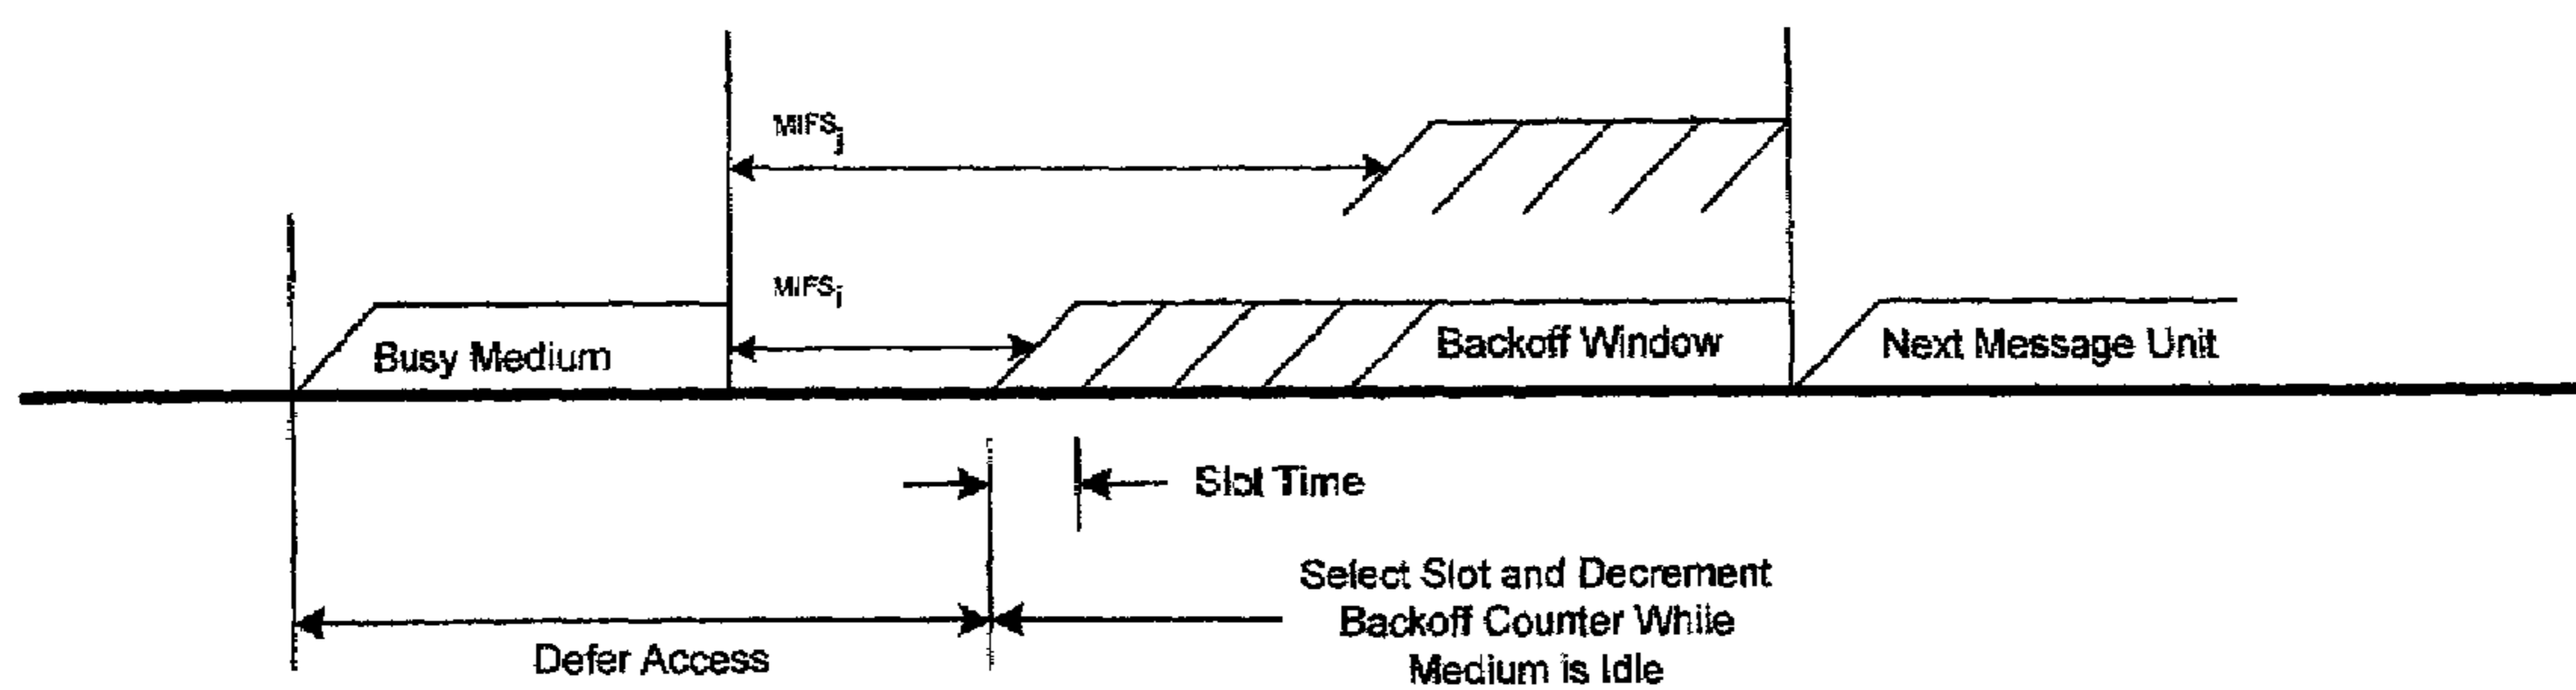 MIFSj
MIFSi
Busy Medium
Backoff Window
Next Message Unit
Slot Time
Select Slot and Decrement
Backoff Counter While
Medium is Idle
Defer Access